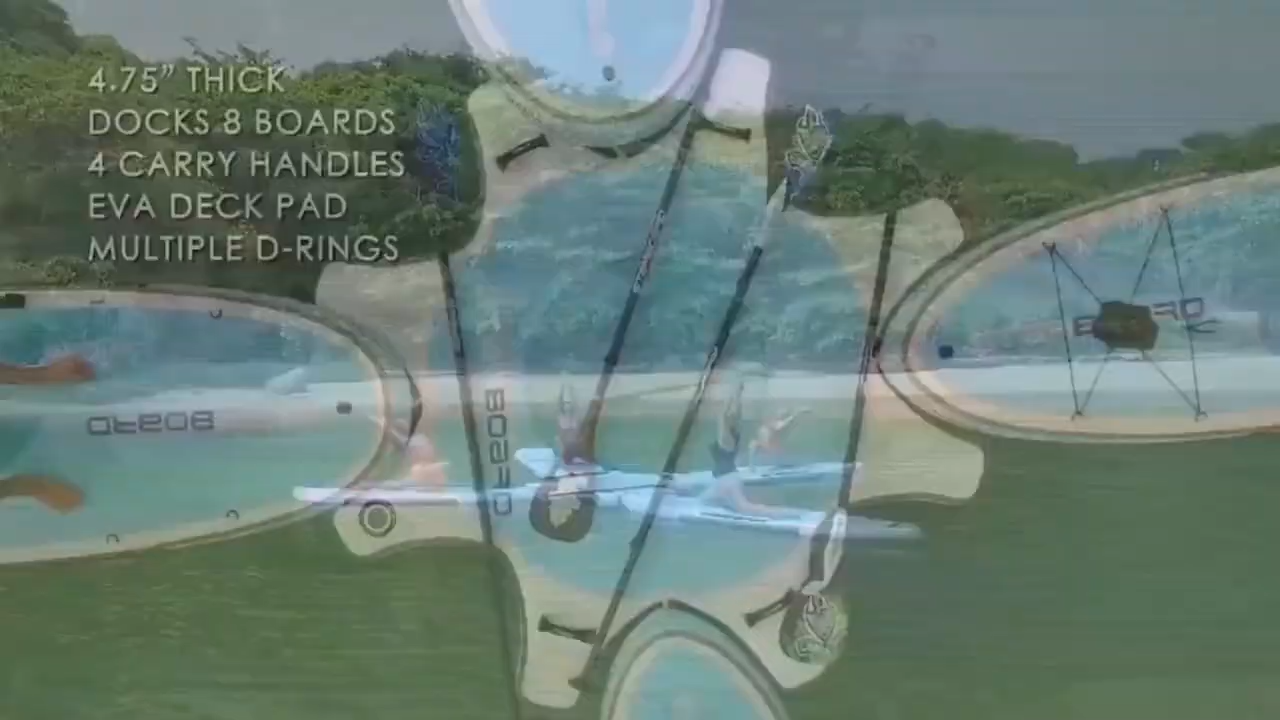 4.75” THICK
DOCKS 8 BOARDS
4 CARRY HANDLES
EVA DECK PAD
MULTIPLE D-RINGS